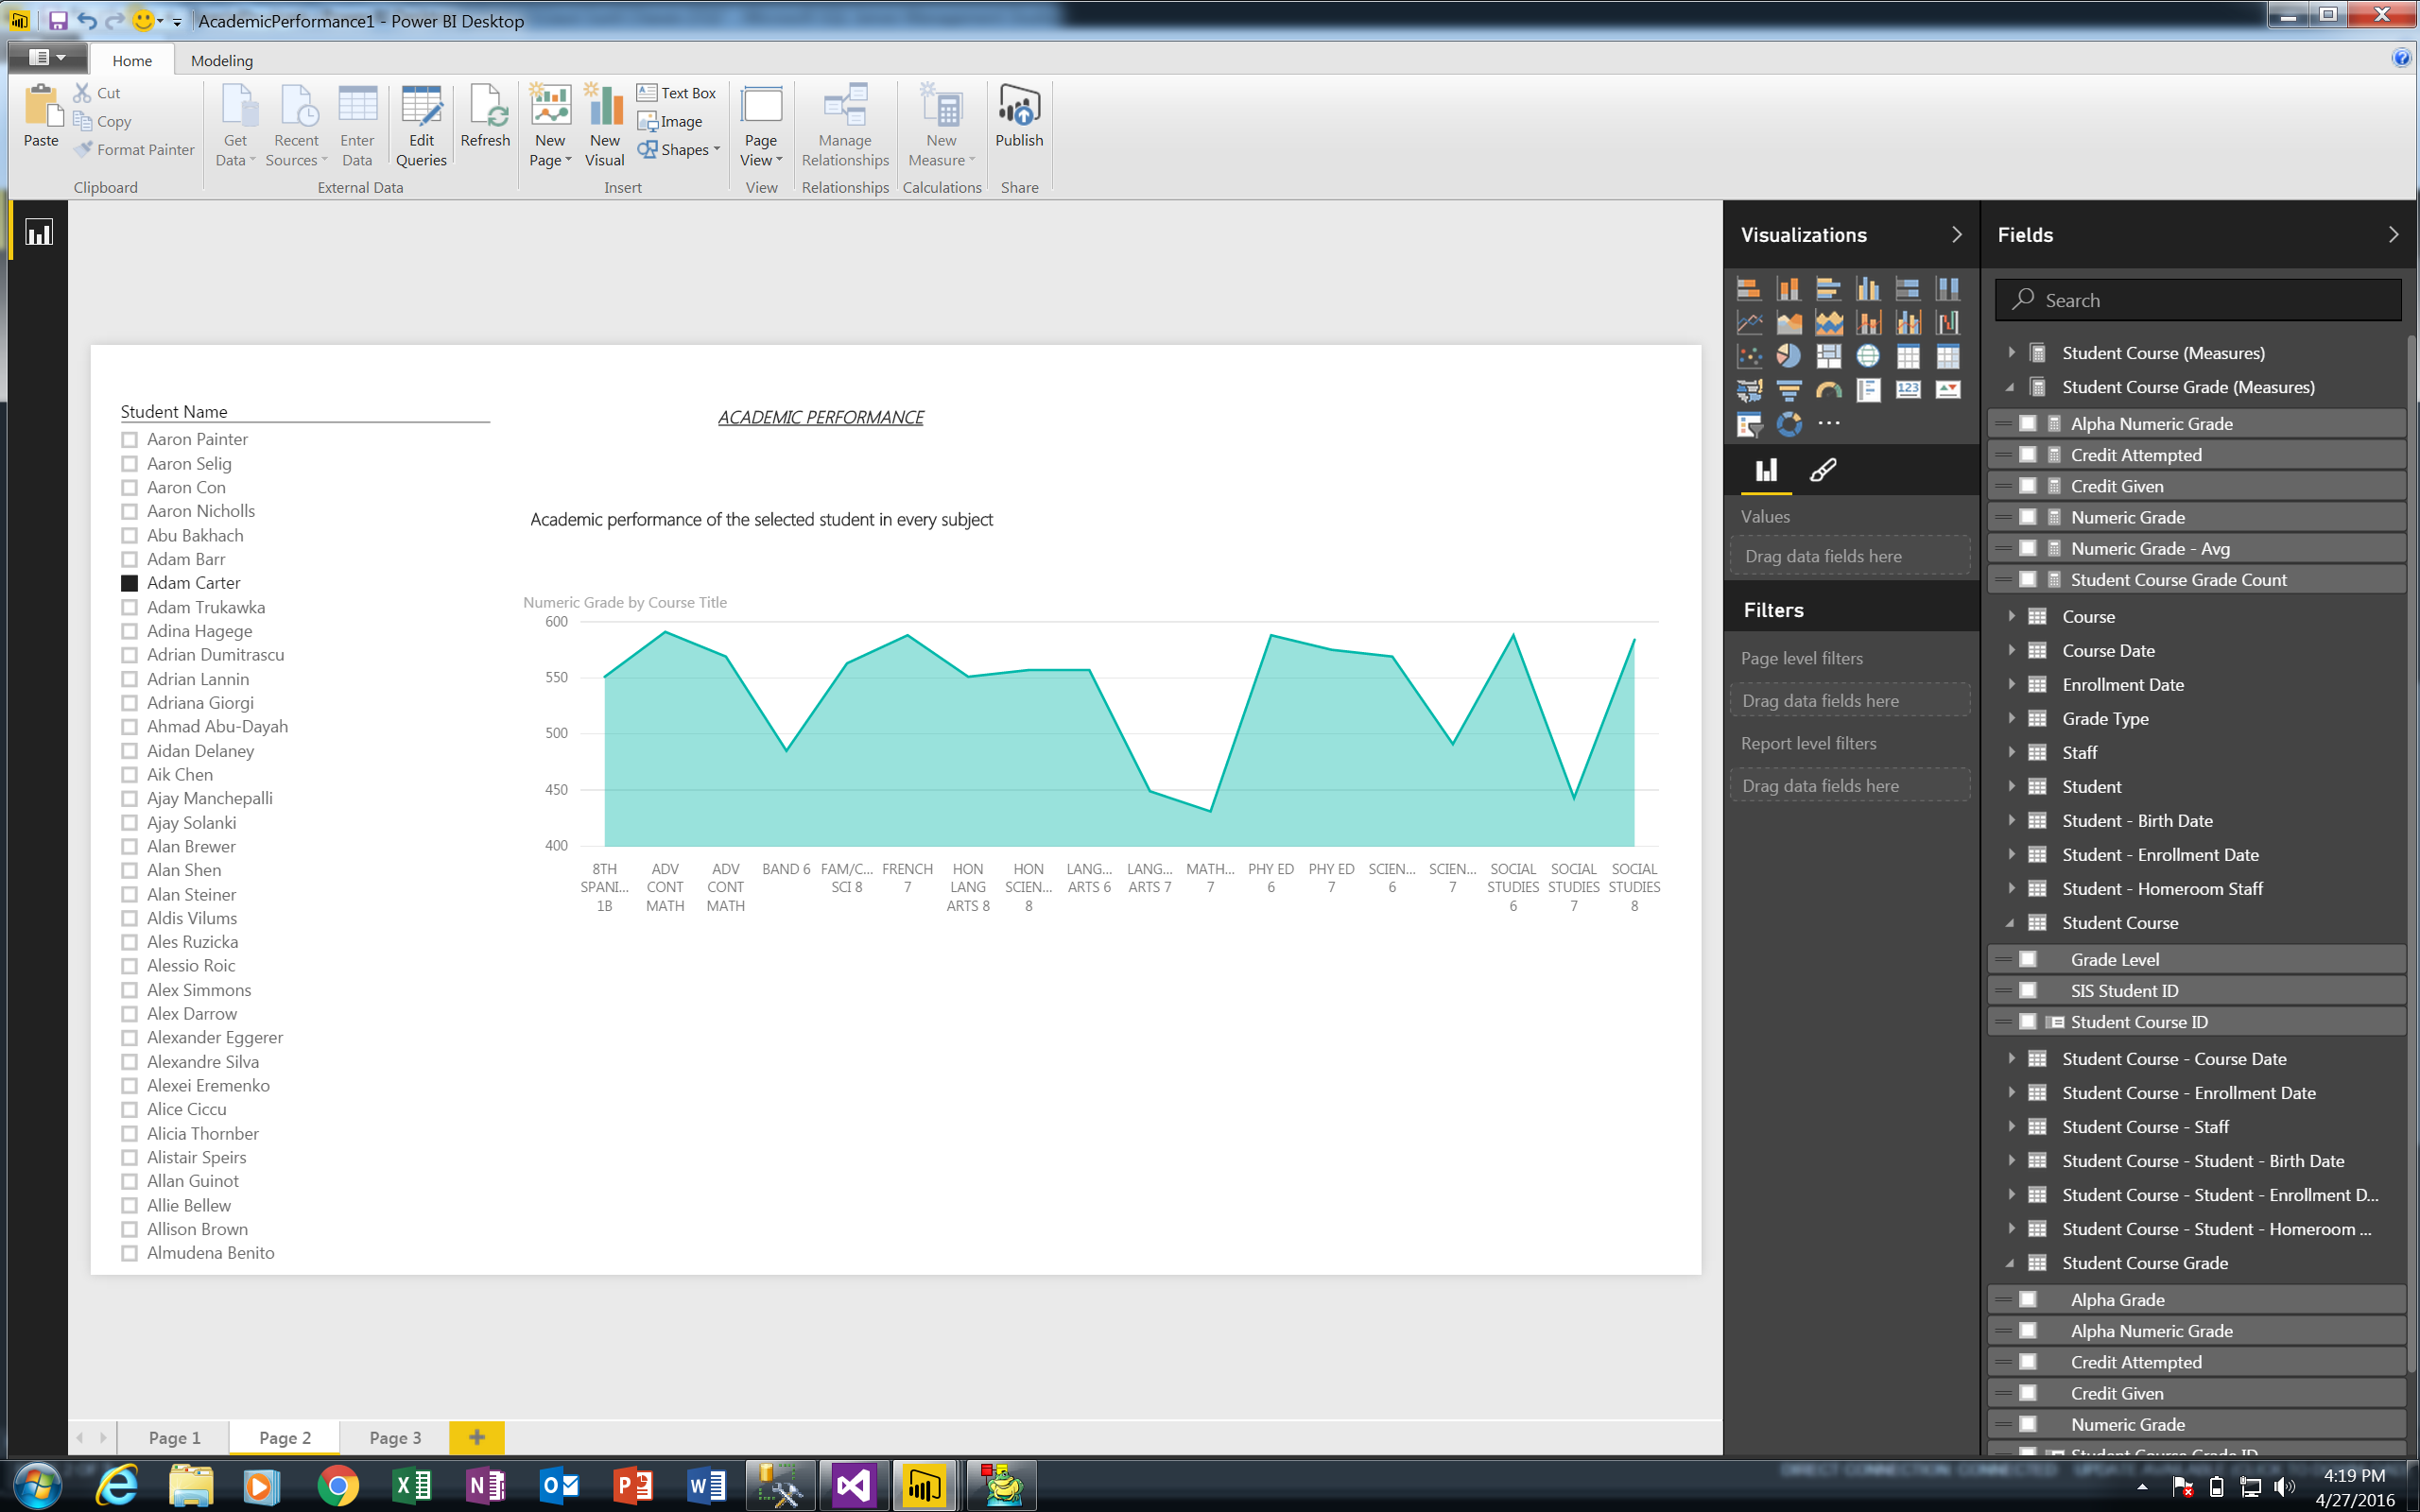 AcademicPerformance1 - Power BI Desktop
Home
Modeling
Paste
Cut
Copy
Format Painter
Clipboard
Get Data
Recent Sources
Enter Data
Edit Queries
Refresh
External Data
New Page
New Visual
Text Box
Image
Shapes
Insert
Page View
View
Manage Relationships
Relationships
New Measure
Calculations
Publish
Share
Student Name
Aaron Painter
Aaron Selig
Aaron Con
Aaron Nicholls
Abu Bakhach
Adam Barr
Adam Carter
Adam Trukawka
Adina Hagege
Adrian Dumitrascu
Adrian Lannin
Adriana Giorgi
Ahmad Abu-Dayah
Aidan Delaney
Aik Chen
Ajay Manchepalli
Ajay Solanki
Alan Brewer
Alan Shen
Alan Steiner
Aldis Vilums
Ales Ruzicka
Alessio Roic
Alex Simmons
Alex Darrow
Alexander Eggerer
Alexandre Silva
Alexei Eremenko
Alice Ciccu
Alicia Thornber
Alistair Speirs
Allan Guinot
Allie Bellew
Allison Brown
Almudena Benito
ACADEMIC PERFORMANCE
Academic performance of the selected student in every subject
Numeric Grade by Course Title
600
550
500
450
400
8TH SPANI... 1B
ADV CONT MATH
ADV CONT MATH
BAND 6
FAM/C... SCI 8
FRENCH 7
HON LANG ARTS 8
HON SCIEN... 8
LANG... ARTS 6
LANG... ARTS 7
MATH... 7
PHY ED 6
PHY ED 7
SCIEN... 6
SCIEN... 7
SOCIAL STUDIES 6
SOCIAL STUDIES 7
SOCIAL STUDIES 8
Visualizations
123
Values
Drag data fields here
Filters
Page level filters
Drag data fields here
Report level filters
Drag data fields here
Fields
Search
Student Course (Measures)
Student Course Grade (Measures)
Alpha Numeric Grade
Credit Attempted
Credit Given
Numeric Grade
Numeric Grade - Avg
Student Course Grade Count
Course
Course Date
Enrollment Date
Grade Type
Staff
Student
Student - Birth Date
Student - Enrollment Date
Student - Homeroom Staff
Student Course
Grade Level
SIS Student ID
Student Course ID
Student Course - Course Date
Student Course - Enrollment Date
Student Course - Staff
Student Course - Student - Birth Date
Student Course - Student - Enrollment D...
Student Course - Student - Homeroom ...
Student Course Grade
Alpha Grade
Alpha Numeric Grade
Credit Attempted
Credit Given
Numeric Grade
Student Course Grade ID
Page 1
Page 2
Page 3
4:19 PM
4/27/2016